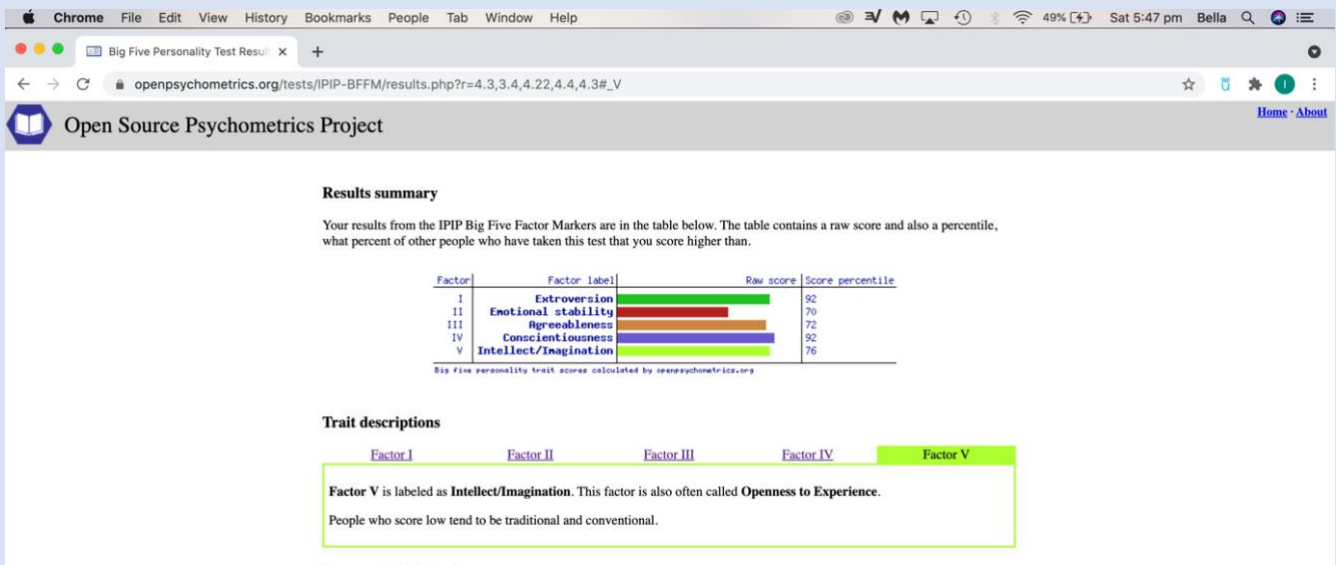 Chrome File Edit View History Bookmarks People Tab Window Help 49% Sat 5:47 pm Bella
Big Five Personality Test Resul
openpsychometrics.org/tests/IPIP-BFFM/results.php?r=4.3,3.4,4.22,4.4,4.3#_V
I
Open Source Psychometrics Project
Home · About
Results summary
Your results from the IPIP Big Five Factor Markers are in the table below. The table contains a raw score and also a percentile,
what percent of other people who have taken this test that you score higher than.
Factor Factor label Raw score Score percentile
I Extroversion 92
II Emotional stability 70
III Agreeableness 72
IV Conscientiousness 92
V Intellect/Imagination 76
Big five personality trait scores calculated by openpsychometrics.org
Trait descriptions
Factor I Factor II Factor III Factor IV Factor V
Factor V is labeled as Intellect/Imagination. This factor is also often called Openness to Experience.
People who score low tend to be traditional and conventional.